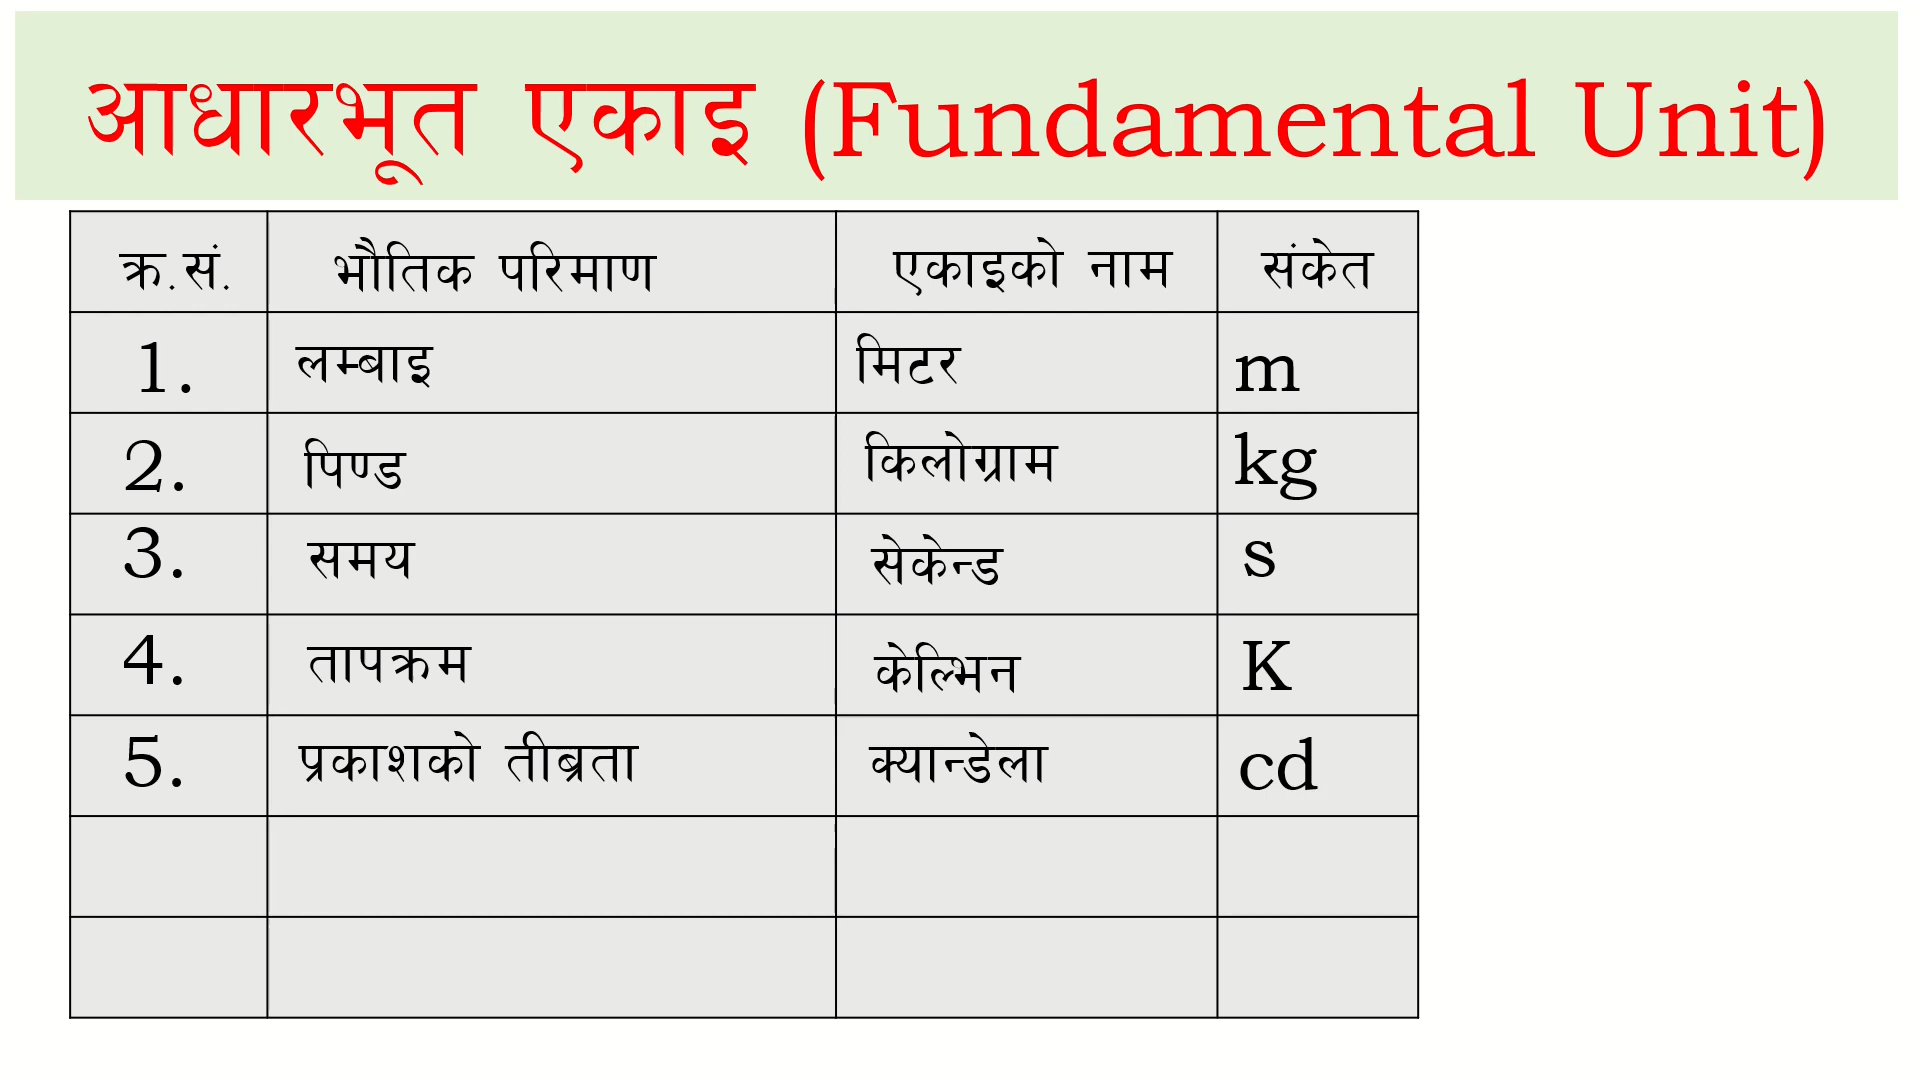 आधारभूत एकाइ (Fundamental Unit)
क्र.सं. भौतिक परिमाण एकाइको नाम संकेत
1. लम्बाइ मिटर m
2. पिण्ड किलोग्राम kg
3. समय सेकेन्ड s
4. तापक्रम केल्भिन K
5. प्रकाशको तीब्रता क्यान्डेला cd